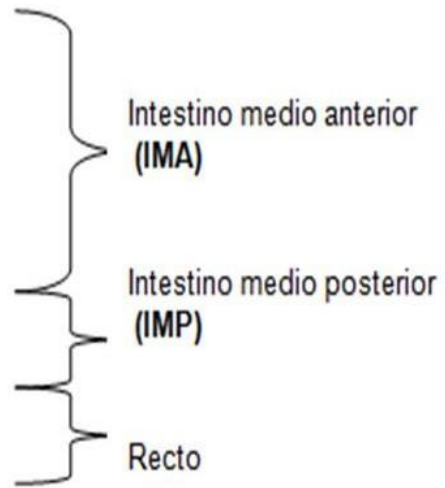 Intestino medio anterior
(IMA)
Intestino medio posterior
(IMP)
Recto